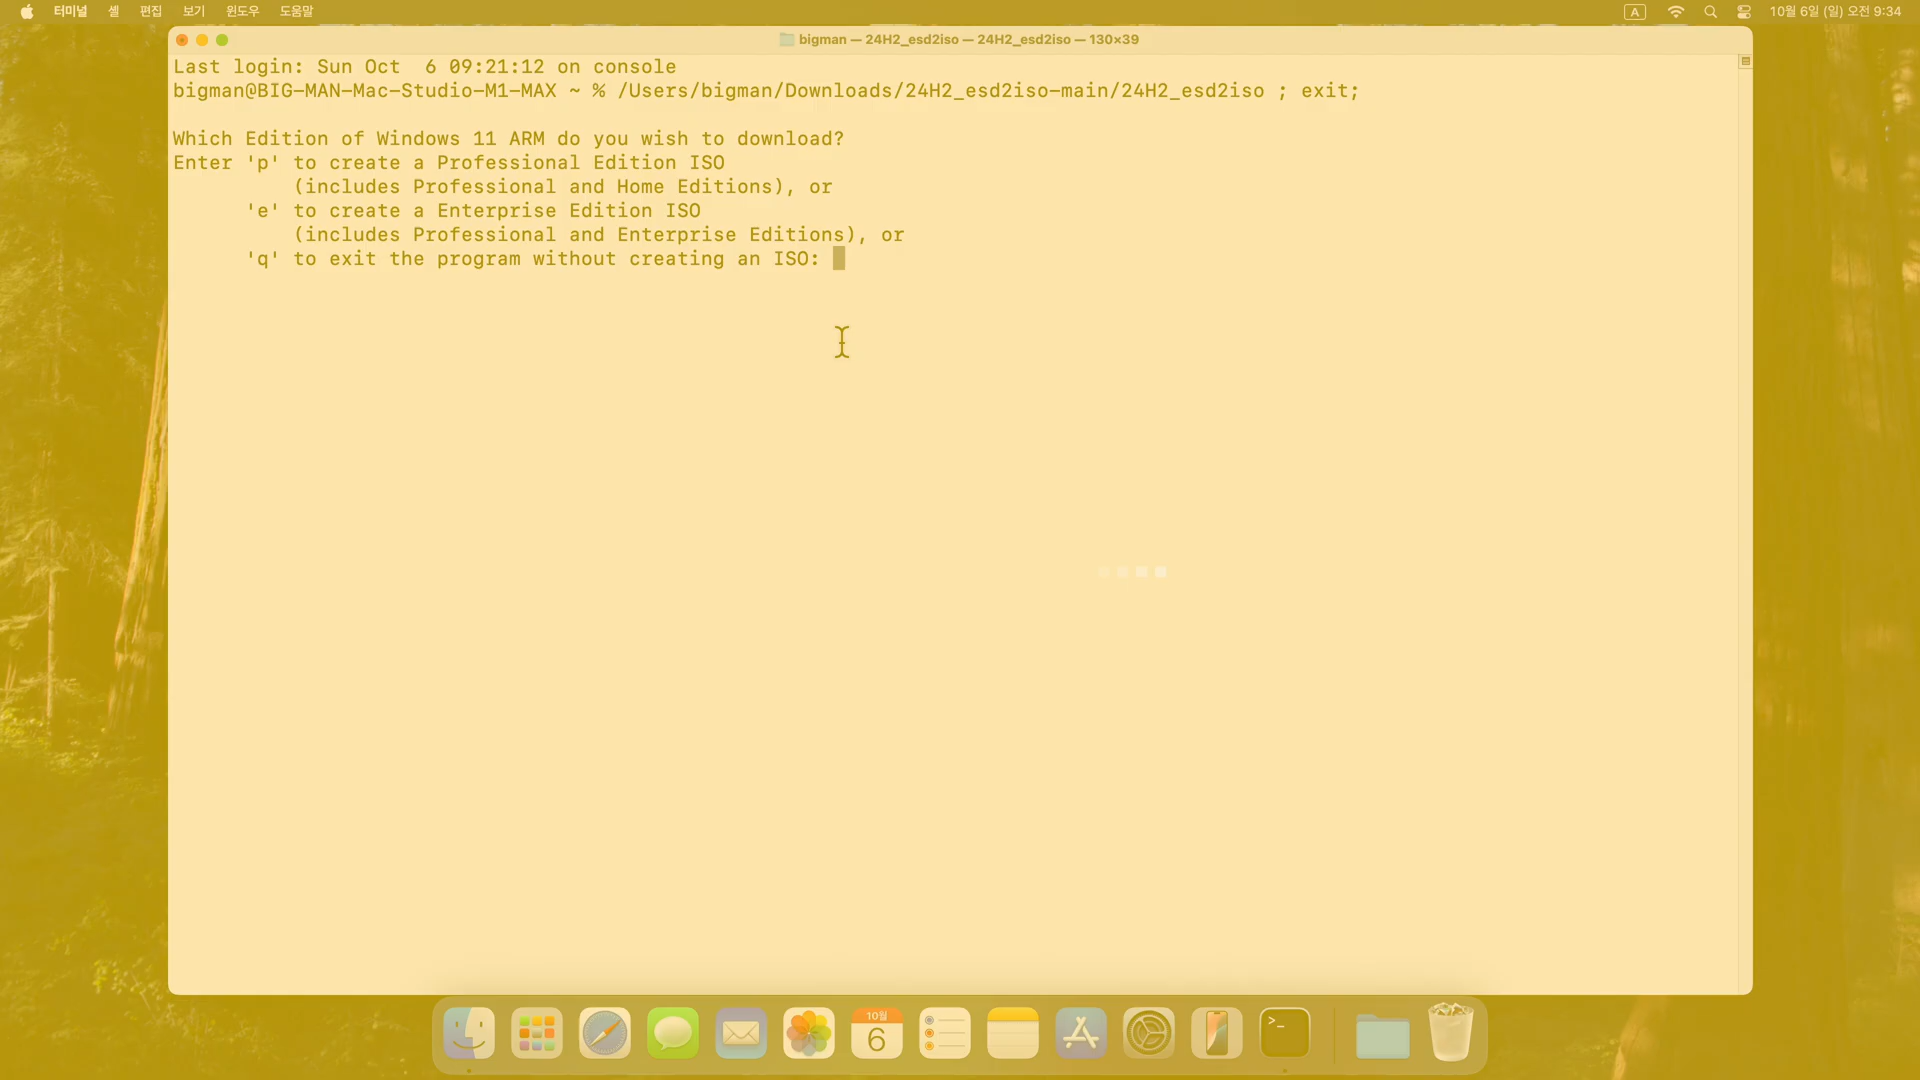 터미널 셸 편집 보기 윈도우 도움말 A 10월 6일 (일) 오전 9:34
bigman — 24H2_esd2iso — 24H2_esd2iso — 130×39
Last login: Sun Oct  6 09:21:12 on console
bigman@BIG-MAN-Mac-Studio-M1-MAX ~ % /Users/bigman/Downloads/24H2_esd2iso-main/24H2_esd2iso ; exit;
Which Edition of Windows 11 ARM do you wish to download?
Enter 'p' to create a Professional Edition ISO
(includes Professional and Home Editions), or
'e' to create a Enterprise Edition ISO
(includes Professional and Enterprise Editions), or
'q' to exit the program without creating an ISO:
10월
6
>_